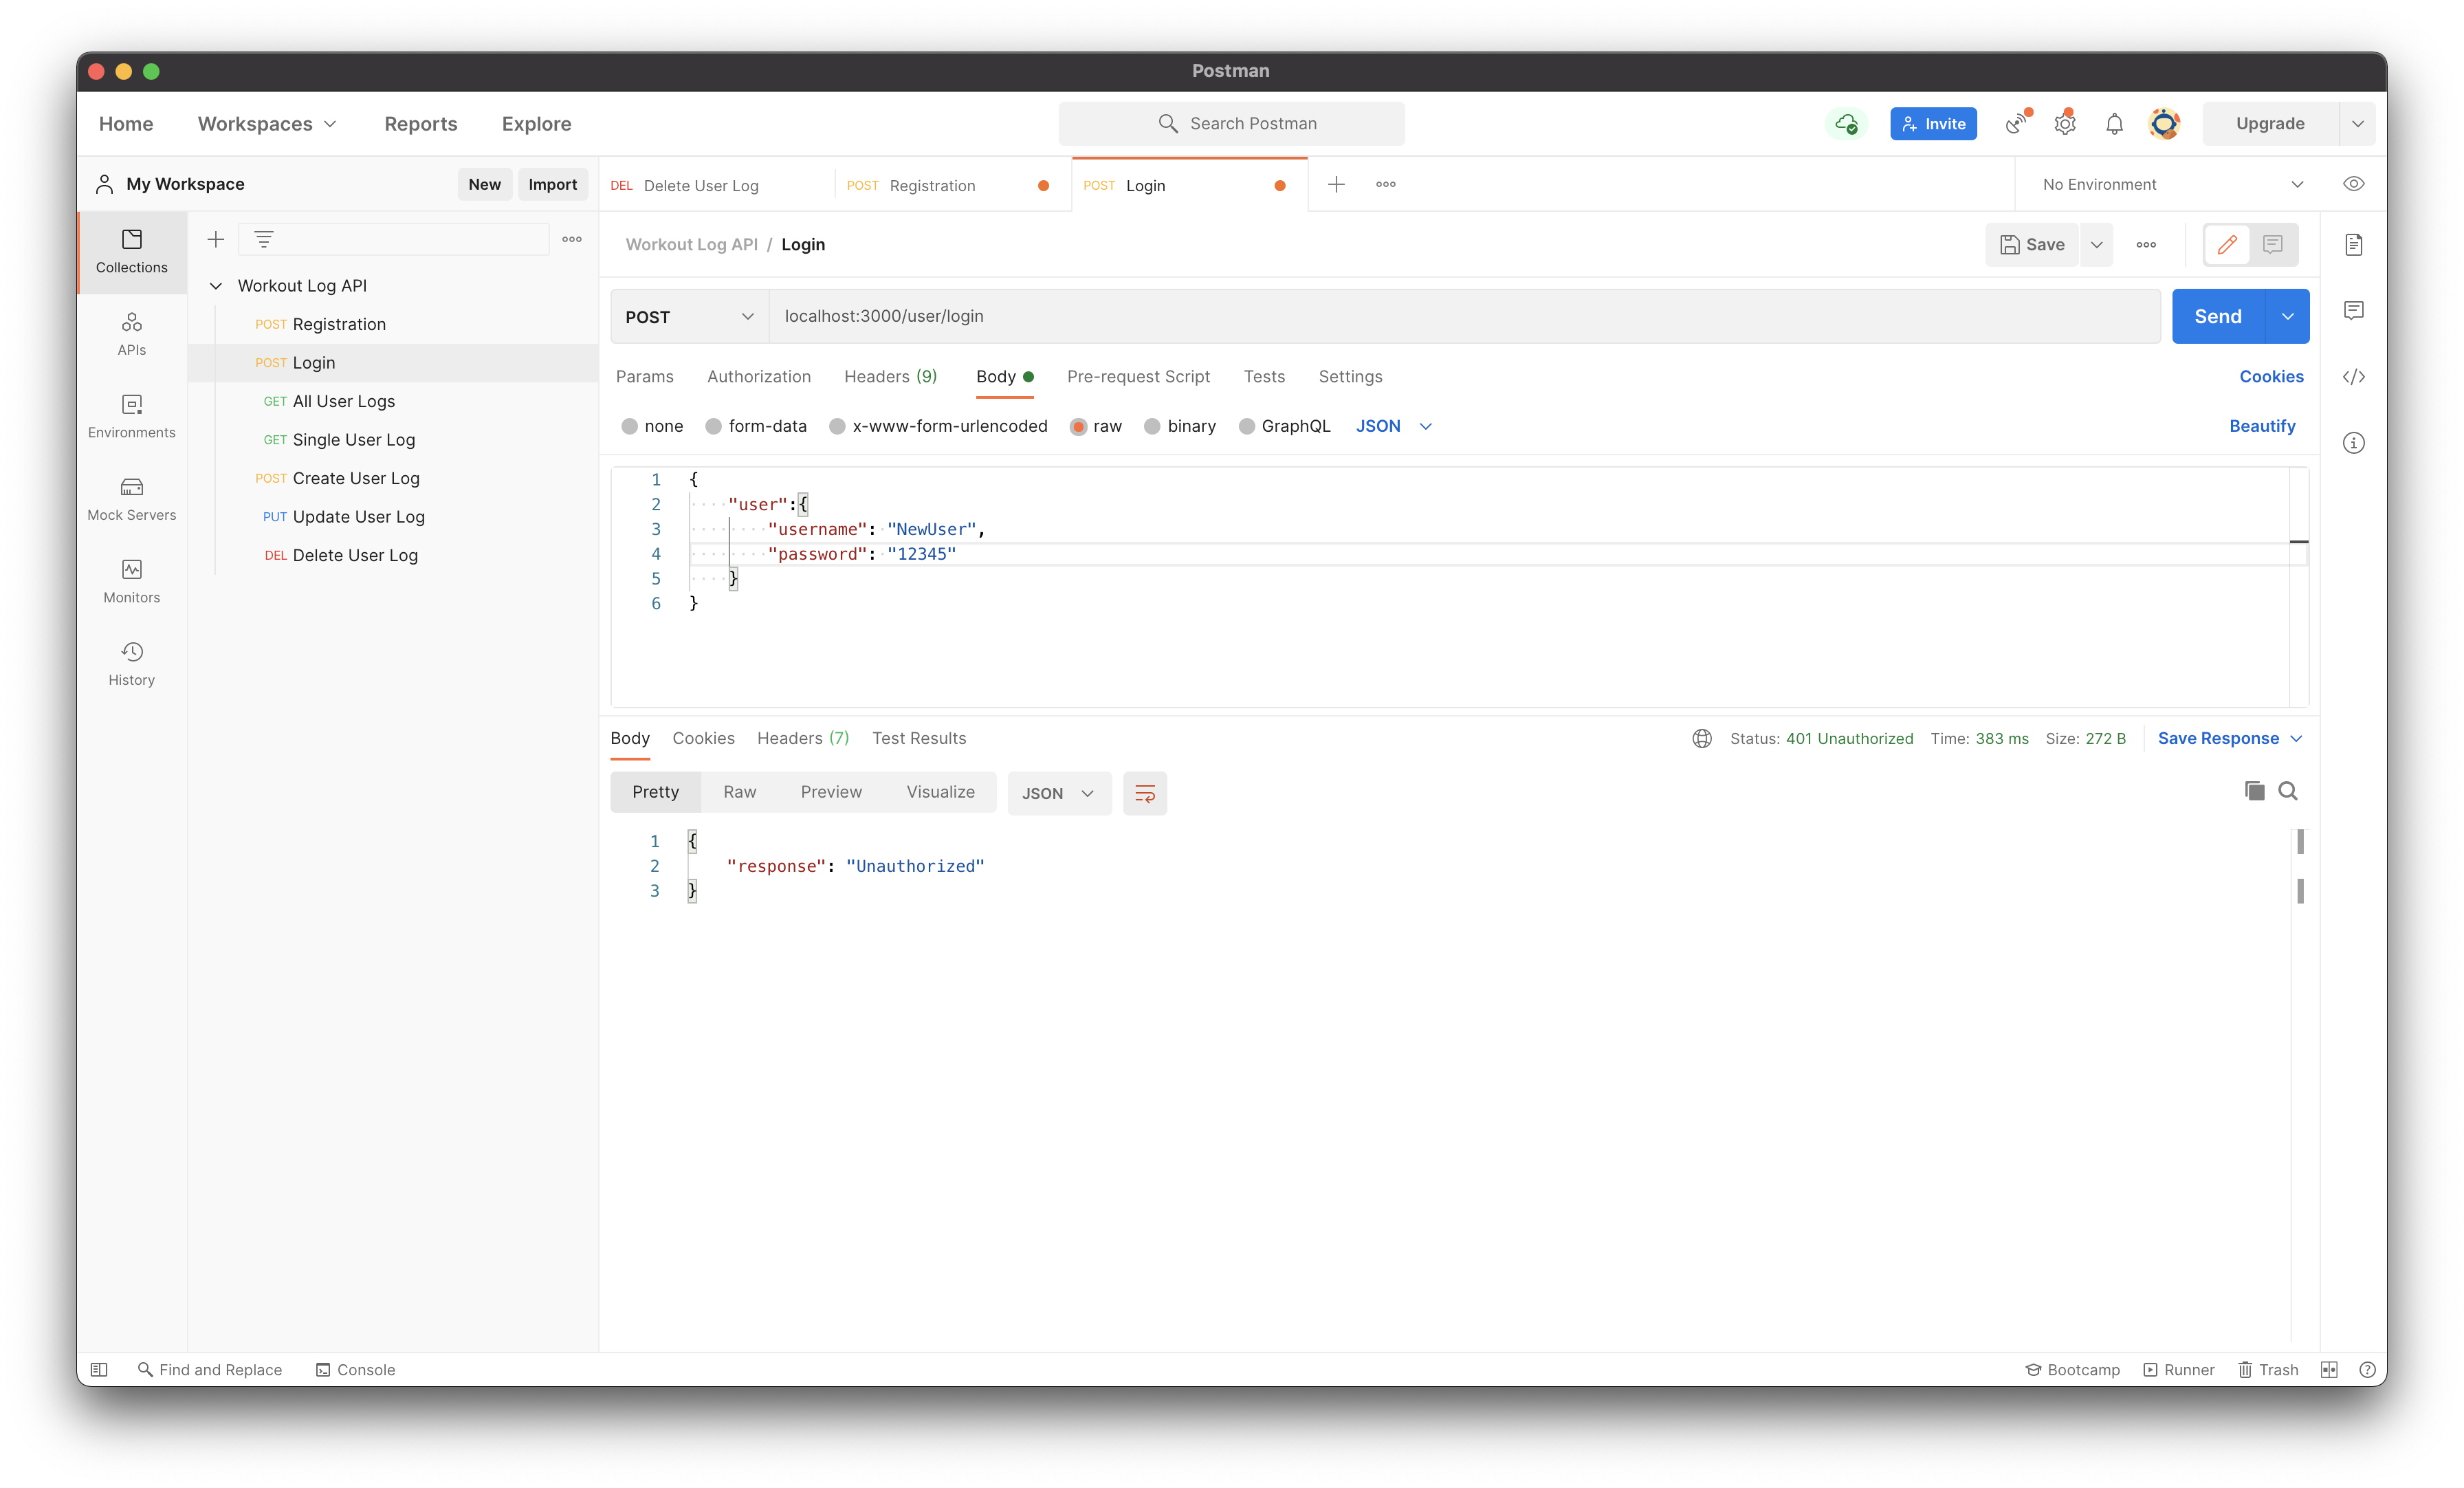 Postman
Home Workspaces Reports Explore Search Postman Invite Upgrade
My Workspace New Import DEL Delete User Log POST Registration POST Login No Environment
Collections
APIs
Environments
Mock Servers
Monitors
History
Workout Log API
POST Registration
POST Login
GET All User Logs
GET Single User Log
POST Create User Log
PUT Update User Log
DEL Delete User Log
Workout Log API / Login Save
POST localhost:3000/user/login Send
Params Authorization Headers (9) Body Pre-request Script Tests Settings Cookies
none form-data x-www-form-urlencoded raw binary GraphQL JSON Beautify
1 {
2 "user":{
3 "username": "NewUser",
4 "password": "12345"
5 }
6 }
Body Cookies Headers (7) Test Results Status: 401 Unauthorized Time: 383 ms Size: 272 B Save Response
Pretty Raw Preview Visualize JSON
1 {
2 "response": "Unauthorized"
3 }
Find and Replace Console Bootcamp Runner Trash